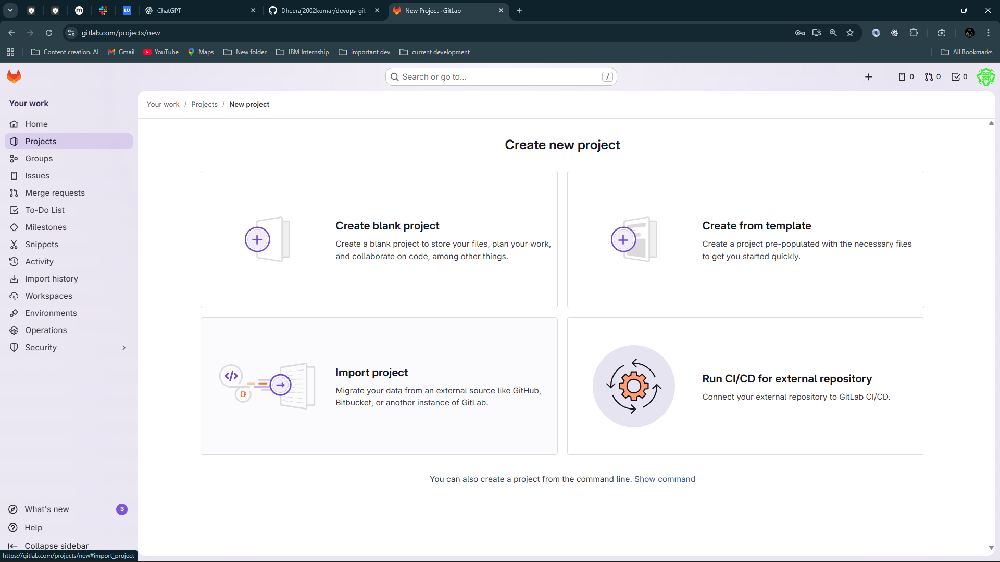 ChatGPT
Dheeraj2002kumar/devops-git-
New Project · GitLab
gitlab.com/projects/new
Content creation. AI
Gmail
YouTube
Maps
New folder
IBM Internship
important dev
current development
All Bookmarks
Search or go to...
/
0
0
0
Your work
Home
Projects
Groups
Issues
Merge requests
To-Do List
Milestones
Snippets
Activity
Import history
Workspaces
Environments
Operations
Security
What's new
3
Help
Collapse sidebar
https://gitlab.com/projects/new#import_project
Your work / Projects / New project
Create new project
Create blank project
Create a blank project to store your files, plan your work,
and collaborate on code, among other things.
Create from template
Create a project pre-populated with the necessary files
to get you started quickly.
Import project
Migrate your data from an external source like GitHub,
Bitbucket, or another instance of GitLab.
Run CI/CD for external repository
Connect your external repository to GitLab CI/CD.
You can also create a project from the command line. Show command